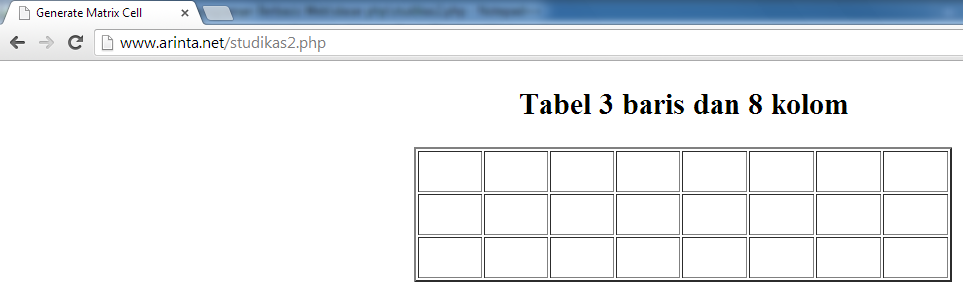 Generate Matrix Cell
www.arinta.net/studikas2.php
Tabel 3 baris dan 8 kolom